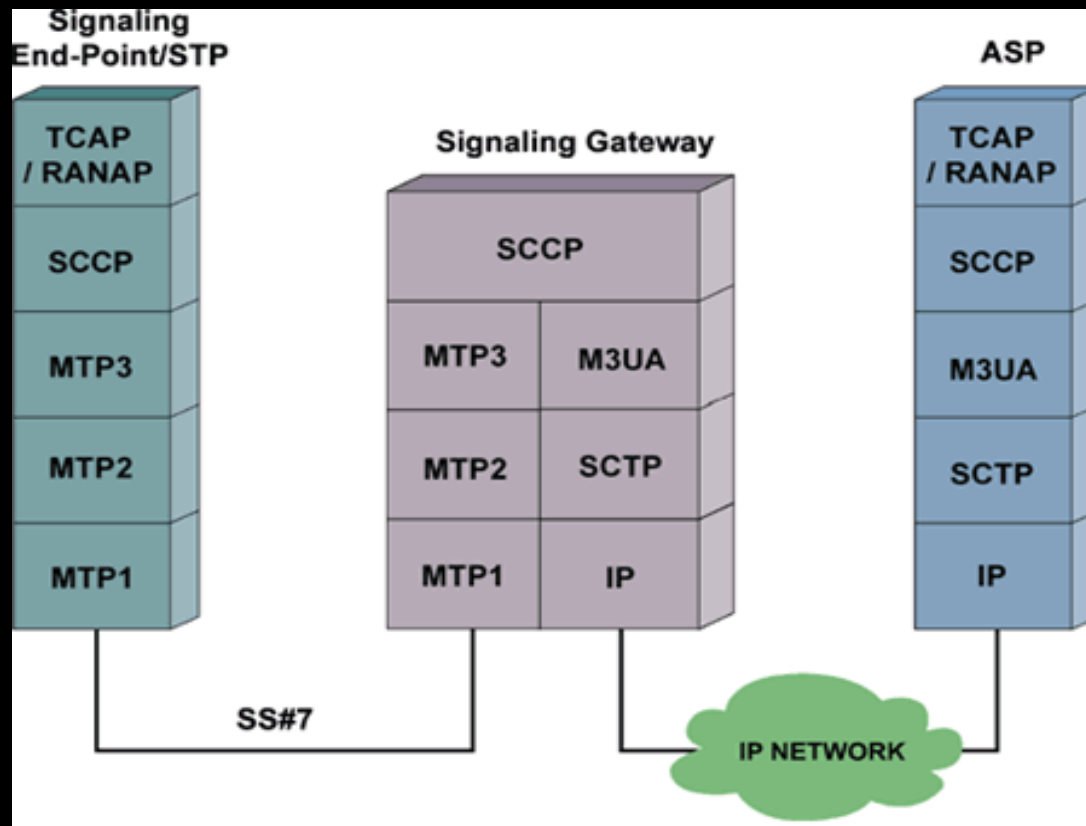 Signaling
End-Point/STP
TCAP
/ RANAP
SCCP
MTP3
MTP2
MTP1
Signaling Gateway
SCCP
MTP3 M3UA
MTP2 SCTP
MTP1 IP
ASP
TCAP
/ RANAP
SCCP
M3UA
SCTP
IP
SS#7
IP NETWORK